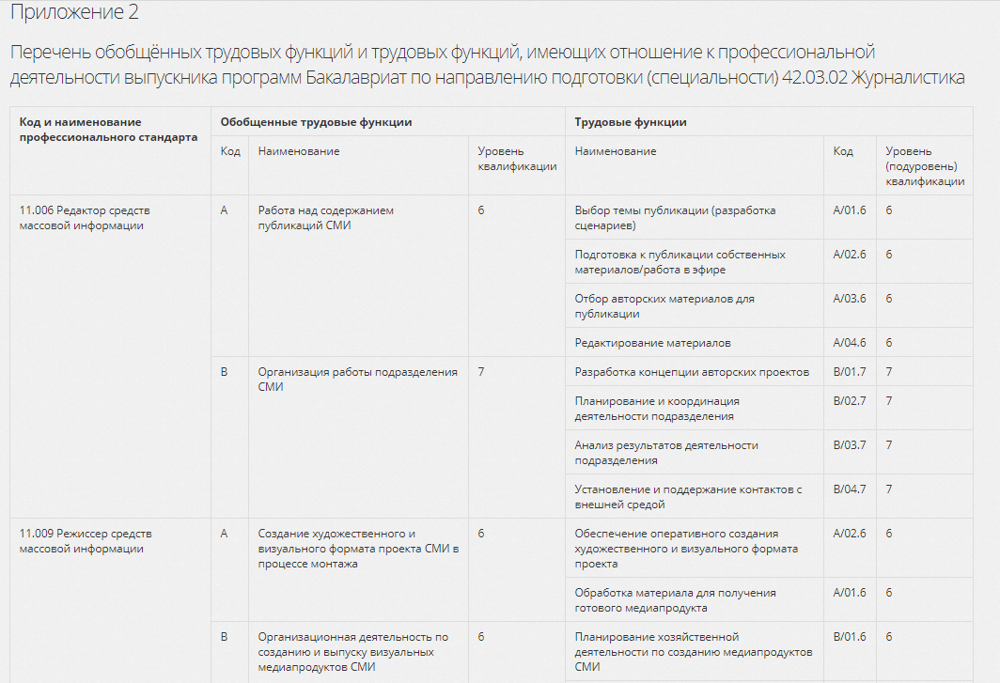 Приложение 2
Перечень обобщённых трудовых функций и трудовых функций, имеющих отношение к профессиональной
деятельности выпускника программ Бакалавриат по направлению подготовки (специальности) 42.03.02 Журналистика
Код и наименование
профессионального стандарта
Обобщенные трудовые функции
Трудовые функции
Код
Наименование
Уровень
квалификации
Наименование
Код
Уровень
(подуровень)
квалификации
11.006 Редактор средств
массовой информации
A
Работа над содержанием
публикаций СМИ
6
Выбор темы публикации (разработка
сценариев)
A/01.6
6
Подготовка к публикации собственных
материалов/работа в эфире
A/02.6
6
Отбор авторских материалов для
публикации
A/03.6
6
Редактирование материалов
A/04.6
6
B
Организация работы подразделения
СМИ
7
Разработка концепции авторских проектов
B/01.7
7
Планирование и координация
деятельности подразделения
B/02.7
7
Анализ результатов деятельности
подразделения
B/03.7
7
Установление и поддержание контактов с
внешней средой
B/04.7
7
11.009 Режиссер средств
массовой информации
A
Создание художественного и
визуального формата проекта СМИ в
процессе монтажа
6
Обеспечение оперативного создания
художественного и визуального формата
проекта
A/02.6
6
Обработка материала для получения
готового медиапродукта
A/01.6
6
B
Организационная деятельность по
созданию и выпуску визуальных
медиапродуктов СМИ
6
Планирование хозяйственной
деятельности по созданию медиапродуктов
СМИ
B/01.6
6